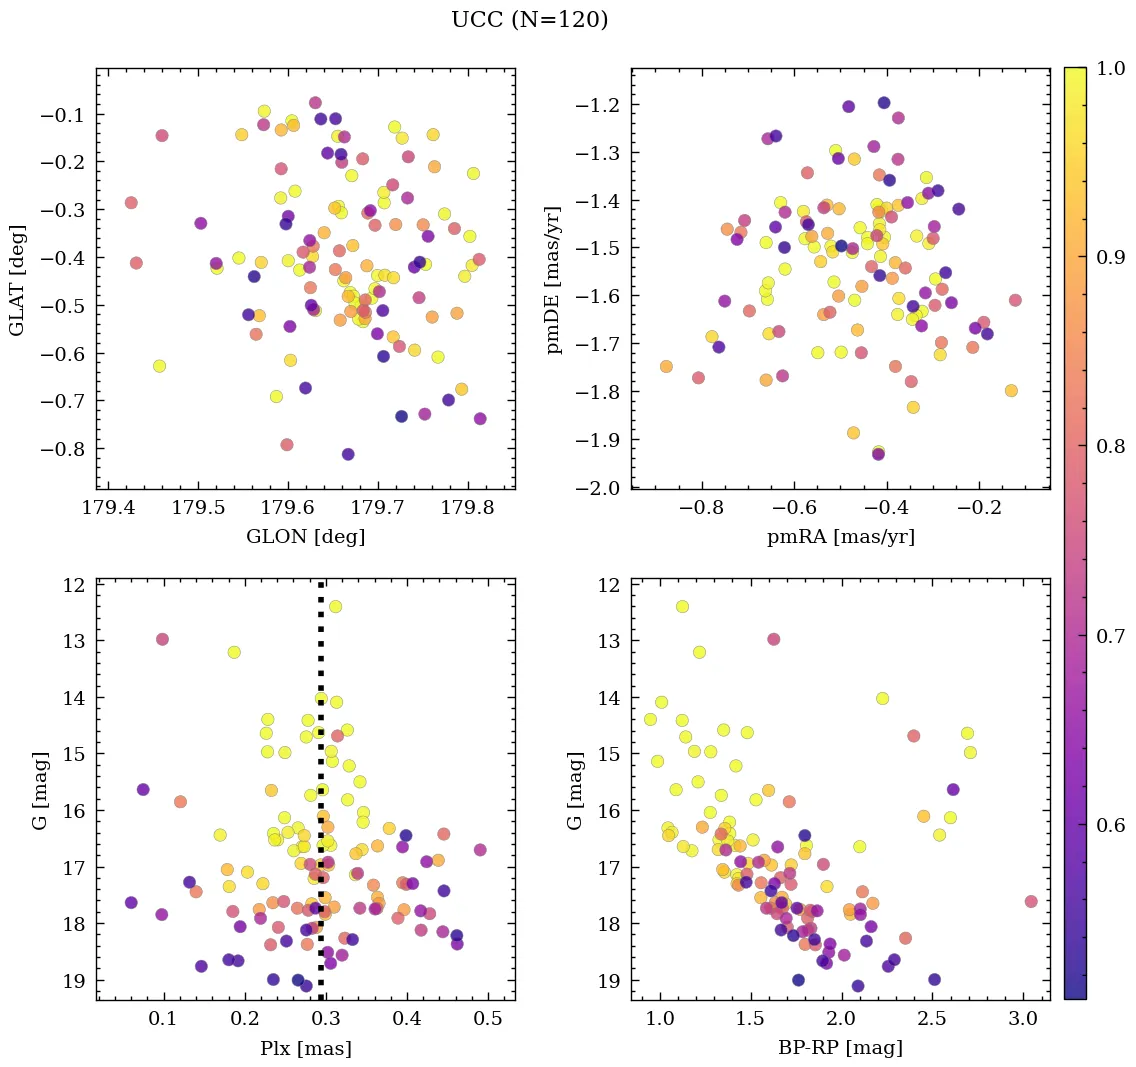 UCC (N=120)
−0.1
−0.2
−0.3
−0.4
−0.5
−0.6
−0.7
−0.8
GLAT [deg]
179.4 179.5 179.6 179.7 179.8
GLON [deg]
−1.2
−1.3
−1.4
−1.5
−1.6
−1.7
−1.8
−1.9
−2.0
pmDE [mas/yr]
−0.8 −0.6 −0.4 −0.2
pmRA [mas/yr]
12
13
14
15
16
17
18
19
G [mag]
0.1 0.2 0.3 0.4 0.5
Plx [mas]
12
13
14
15
16
17
18
19
G [mag]
1.0 1.5 2.0 2.5 3.0
BP-RP [mag]
1.0
0.9
0.8
0.7
0.6